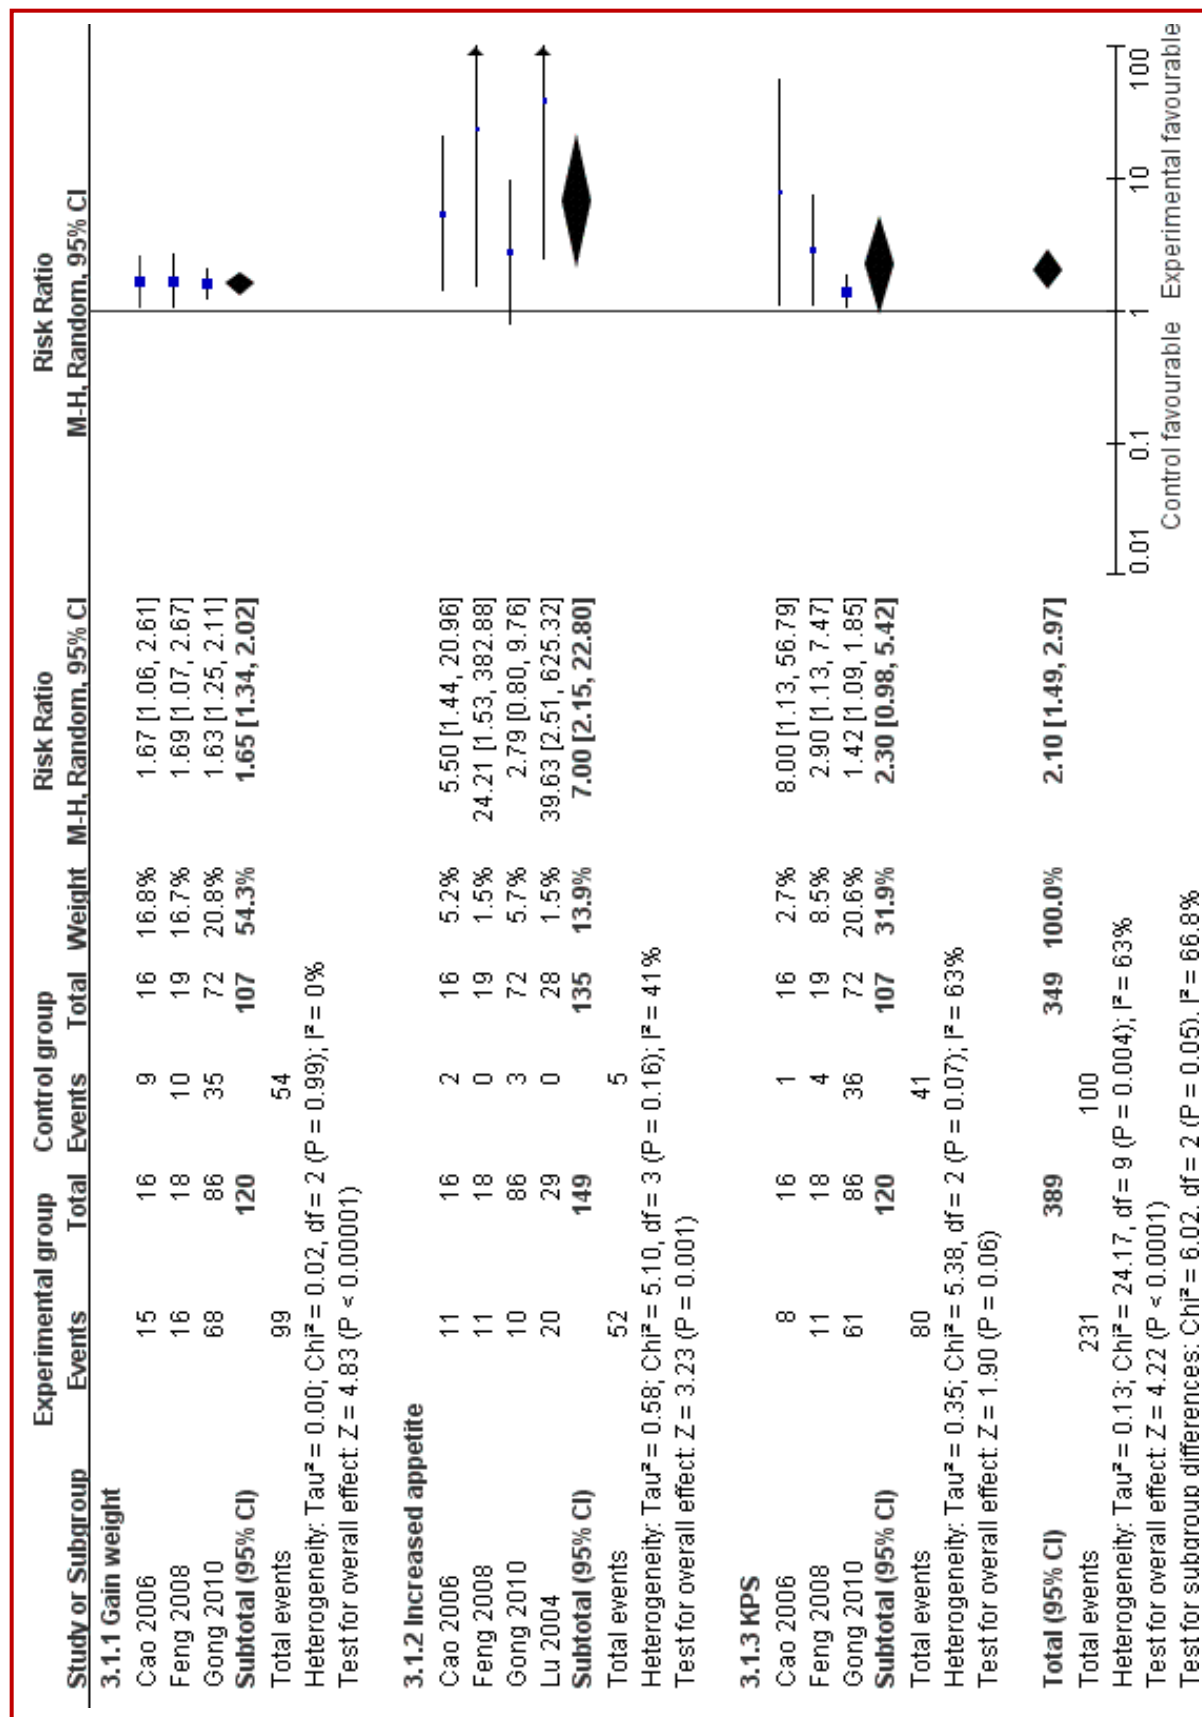 Experimental group Control group Risk Ratio Risk Ratio
Study or Subgroup Events Total Events Total Weight M-H, Random, 95% CI M-H, Random, 95% CI
3.1.1 Gain weight
Cao 2006 15 16 9 16 16.8% 1.67 [1.06, 2.61]
Feng 2008 16 18 10 19 16.7% 1.69 [1.07, 2.67]
Gong 2010 68 86 35 72 20.8% 1.63 [1.25, 2.11]
Subtotal (95% CI) 120 107 54.3% 1.65 [1.34, 2.02]
Total events 99 54
Heterogeneity: Tau² = 0.00; Chi² = 0.02, df = 2 (P = 0.99); I² = 0%
Test for overall effect: Z = 4.83 (P < 0.00001)
3.1.2 Increased appetite
Cao 2006 11 16 2 16 5.2% 5.50 [1.44, 20.96]
Feng 2008 11 18 0 19 1.5% 24.21 [1.53, 382.88]
Gong 2010 10 86 3 72 5.7% 2.79 [0.80, 9.76]
Lu 2004 20 29 0 28 1.5% 39.63 [2.51, 625.32]
Subtotal (95% CI) 149 135 13.9% 7.00 [2.15, 22.80]
Total events 52 5
Heterogeneity: Tau² = 0.58; Chi² = 5.10, df = 3 (P = 0.16); I² = 41%
Test for overall effect: Z = 3.23 (P = 0.001)
3.1.3 KPS
Cao 2006 8 16 1 16 2.7% 8.00 [1.13, 56.79]
Feng 2008 11 18 4 19 8.5% 2.90 [1.13, 7.47]
Gong 2010 61 86 36 72 20.6% 1.42 [1.09, 1.85]
Subtotal (95% CI) 120 107 31.9% 2.30 [0.98, 5.42]
Total events 80 41
Heterogeneity: Tau² = 0.35; Chi² = 5.38, df = 2 (P = 0.07); I² = 63%
Test for overall effect: Z = 1.90 (P = 0.06)
Total (95% CI) 389 349 100.0% 2.10 [1.49, 2.97]
Total events 231 100
Heterogeneity: Tau² = 0.13; Chi² = 24.17, df = 9 (P = 0.004); I² = 63%
Test for overall effect: Z = 4.22 (P < 0.0001)
Test for subgroup differences: Chi² = 6.02, df = 2 (P = 0.05), I² = 66.8%
0.01 0.1 1 10 100
Control favourable Experimental favourable